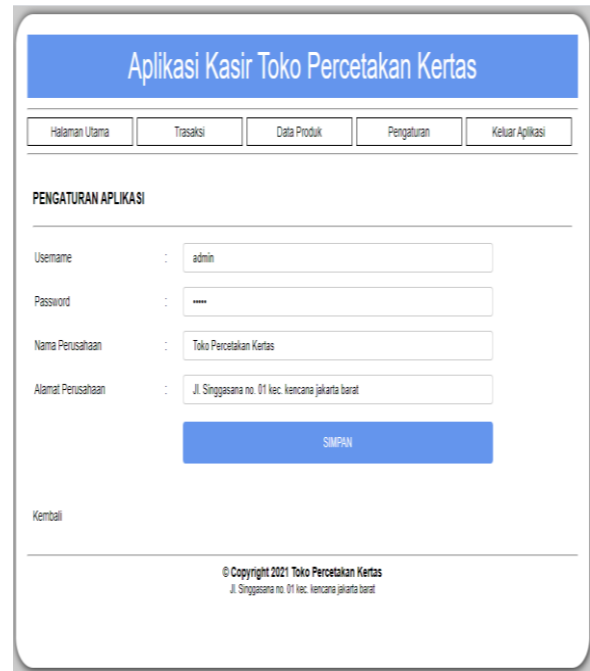 Aplikasi Kasir Toko Percetakan Kertas
Halaman Utama Trasaksi Data Produk Pengaturan Keluar Aplikasi
PENGATURAN APLIKASI
Username : admin
Password : •••••
Nama Perusahaan : Toko Percetakan Kertas
Alamat Perusahaan : Jl. Singgasana no. 01 kec. kencana jakarta barat
SIMPAN
Kembali
© Copyright 2021 Toko Percetakan Kertas
Jl. Singgasana no. 01 kec. kencana jakarta barat